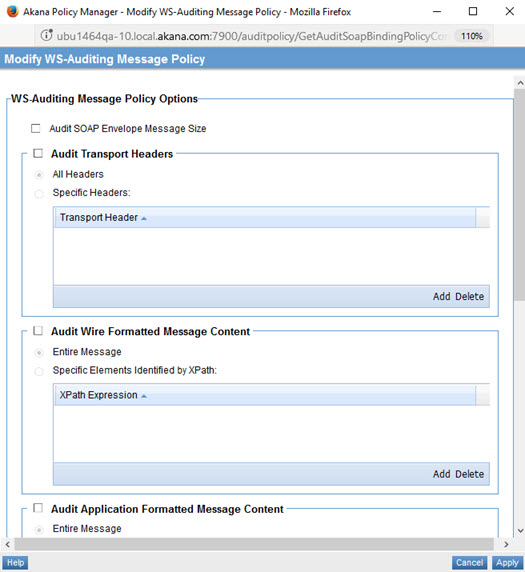 Akana Policy Manager - Modify WS-Auditing Message Policy - Mozilla Firefox
ubu1464qa-10.local.akana.com:7900/auditpolicy/GetAuditSoapBindingPolicyCon 110%
Modify WS-Auditing Message Policy
WS-Auditing Message Policy Options
Audit SOAP Envelope Message Size
Audit Transport Headers
All Headers
Specific Headers:
Transport Header
Add Delete
Audit Wire Formatted Message Content
Entire Message
Specific Elements Identified by XPath:
XPath Expression
Add Delete
Audit Application Formatted Message Content
Entire Message
Help Cancel Apply